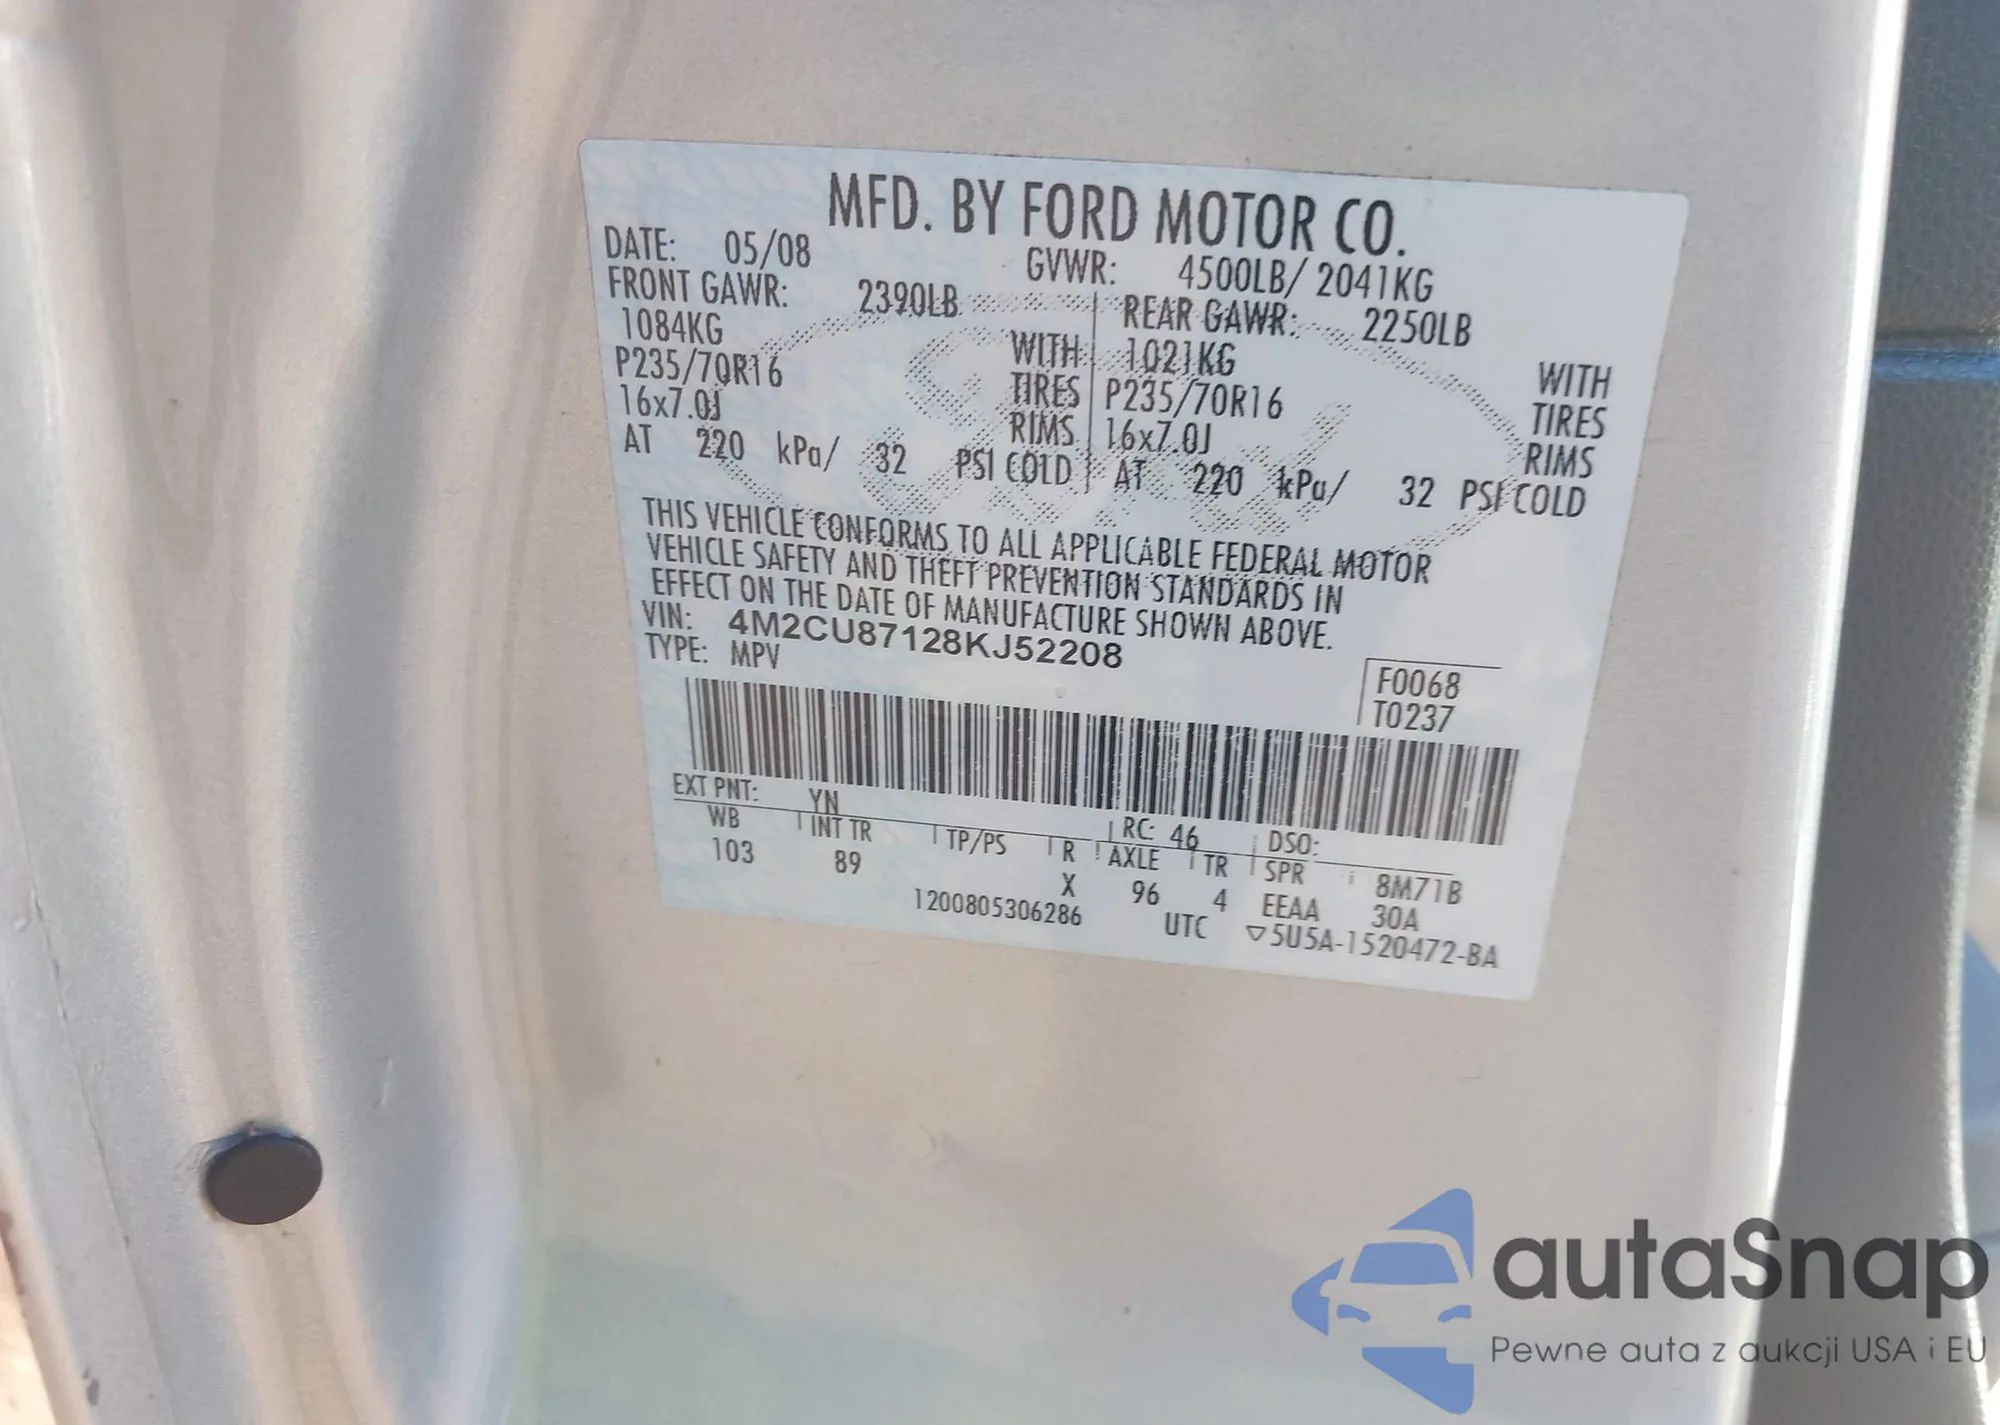 MFD. BY FORD MOTOR CO.
DATE: 05/08 GVWR: 4500LB/ 2041KG
FRONT GAWR: 2390LB REAR GAWR: 2250LB
1084KG WITH 1021KG WITH
P235/70R16 TIRES P235/70R16 TIRES
16x7.0J RIMS 16x7.0J RIMS
AT 220 kPa/ 32 PSI COLD AT 220 kPa/ 32 PSI COLD
THIS VEHICLE CONFORMS TO ALL APPLICABLE FEDERAL MOTOR
VEHICLE SAFETY AND THEFT PREVENTION STANDARDS IN
EFFECT ON THE DATE OF MANUFACTURE SHOWN ABOVE.
VIN: 4M2CU87128KJ52208
TYPE: MPV
F0068
T0237
EXT PNT: YN RC: 46 DSO:
WB INT TR TP/PS R AXLE TR SPR 8M71B
103 89 X 96 4 EEAA 30A
1200805306286 UTC ▽5U5A-1520472-BA
autaSnap
Pewne auta z aukcji USA i EU